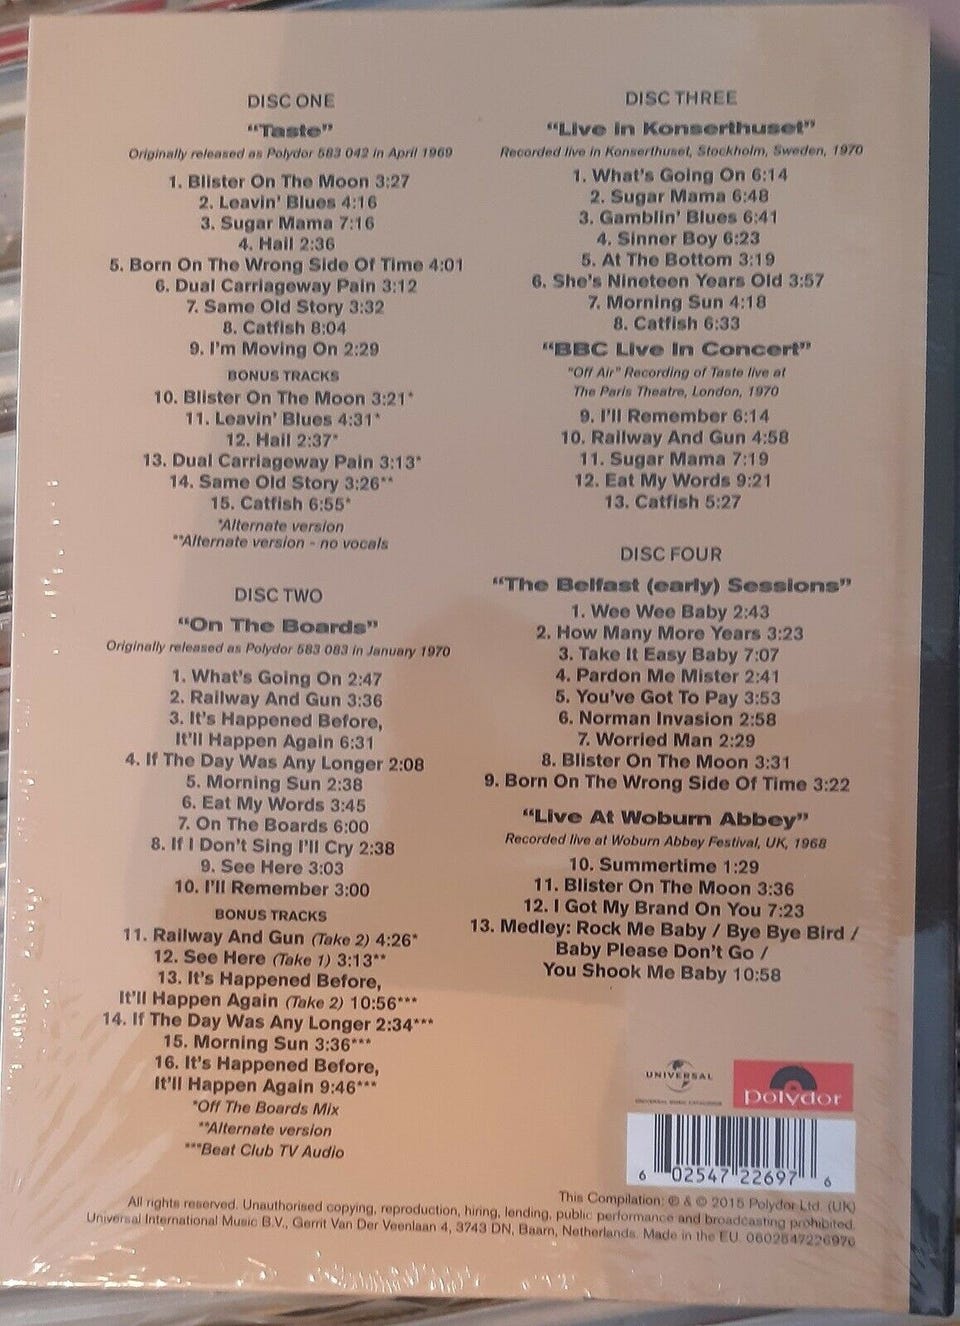 DISC ONE
“Taste”
Originally released as Polydor 583 042 in April 1969
1. Blister On The Moon 3:27
2. Leavin’ Blues 4:16
3. Sugar Mama 7:16
4. Hail 2:36
5. Born On The Wrong Side Of Time 4:01
6. Dual Carriageway Pain 3:12
7. Same Old Story 3:32
8. Catfish 8:04
9. I’m Moving On 2:29
BONUS TRACKS
10. Blister On The Moon 3:21*
11. Leavin’ Blues 4:31*
12. Hail 2:37*
13. Dual Carriageway Pain 3:13*
14. Same Old Story 3:26**
15. Catfish 6:55*
*Alternate version
**Alternate version - no vocals
DISC TWO
“On The Boards”
Originally released as Polydor 583 083 in January 1970
1. What’s Going On 2:47
2. Railway And Gun 3:36
3. It’s Happened Before,
It’ll Happen Again 6:31
4. If The Day Was Any Longer 2:08
5. Morning Sun 2:38
6. Eat My Words 3:45
7. On The Boards 6:00
8. If I Don’t Sing I’ll Cry 2:38
9. See Here 3:03
10. I’ll Remember 3:00
BONUS TRACKS
11. Railway And Gun (Take 2) 4:26*
12. See Here (Take 1) 3:13**
13. It’s Happened Before,
It’ll Happen Again (Take 2) 10:56***
14. If The Day Was Any Longer 2:34***
15. Morning Sun 3:36***
16. It’s Happened Before,
It’ll Happen Again 9:46***
*Off The Boards Mix
**Alternate version
***Beat Club TV Audio
DISC THREE
“Live in Konserthuset”
Recorded live in Konserthuset, Stockholm, Sweden, 1970
1. What’s Going On 6:14
2. Sugar Mama 6:48
3. Gamblin’ Blues 6:41
4. Sinner Boy 6:23
5. At The Bottom 3:19
6. She’s Nineteen Years Old 3:57
7. Morning Sun 4:18
8. Catfish 6:33
“BBC Live In Concert”
“Off Air” Recording of Taste live at
The Paris Theatre, London, 1970
9. I’ll Remember 6:14
10. Railway And Gun 4:58
11. Sugar Mama 7:19
12. Eat My Words 9:21
13. Catfish 5:27
DISC FOUR
“The Belfast (early) Sessions”
1. Wee Wee Baby 2:43
2. How Many More Years 3:23
3. Take It Easy Baby 7:07
4. Pardon Me Mister 2:41
5. You’ve Got To Pay 3:53
6. Norman Invasion 2:58
7. Worried Man 2:29
8. Blister On The Moon 3:31
9. Born On The Wrong Side Of Time 3:22
“Live At Woburn Abbey”
Recorded live at Woburn Abbey Festival, UK, 1968
10. Summertime 1:29
11. Blister On The Moon 3:36
12. I Got My Brand On You 7:23
13. Medley: Rock Me Baby / Bye Bye Bird /
Baby Please Don’t Go /
You Shook Me Baby 10:58
UNIVERSAL
UNIVERSAL MUSIC CATALOGUE
polydor
6 02547 22697 6
This Compilation: ℗ & © 2015 Polydor Ltd. (UK)
All rights reserved. Unauthorised copying, reproduction, hiring, lending, public performance and broadcasting prohibited.
Universal International Music B.V., Gerrit Van Der Veenlaan 4, 3743 DN, Baarn, Netherlands. Made in the EU. 0602547226976